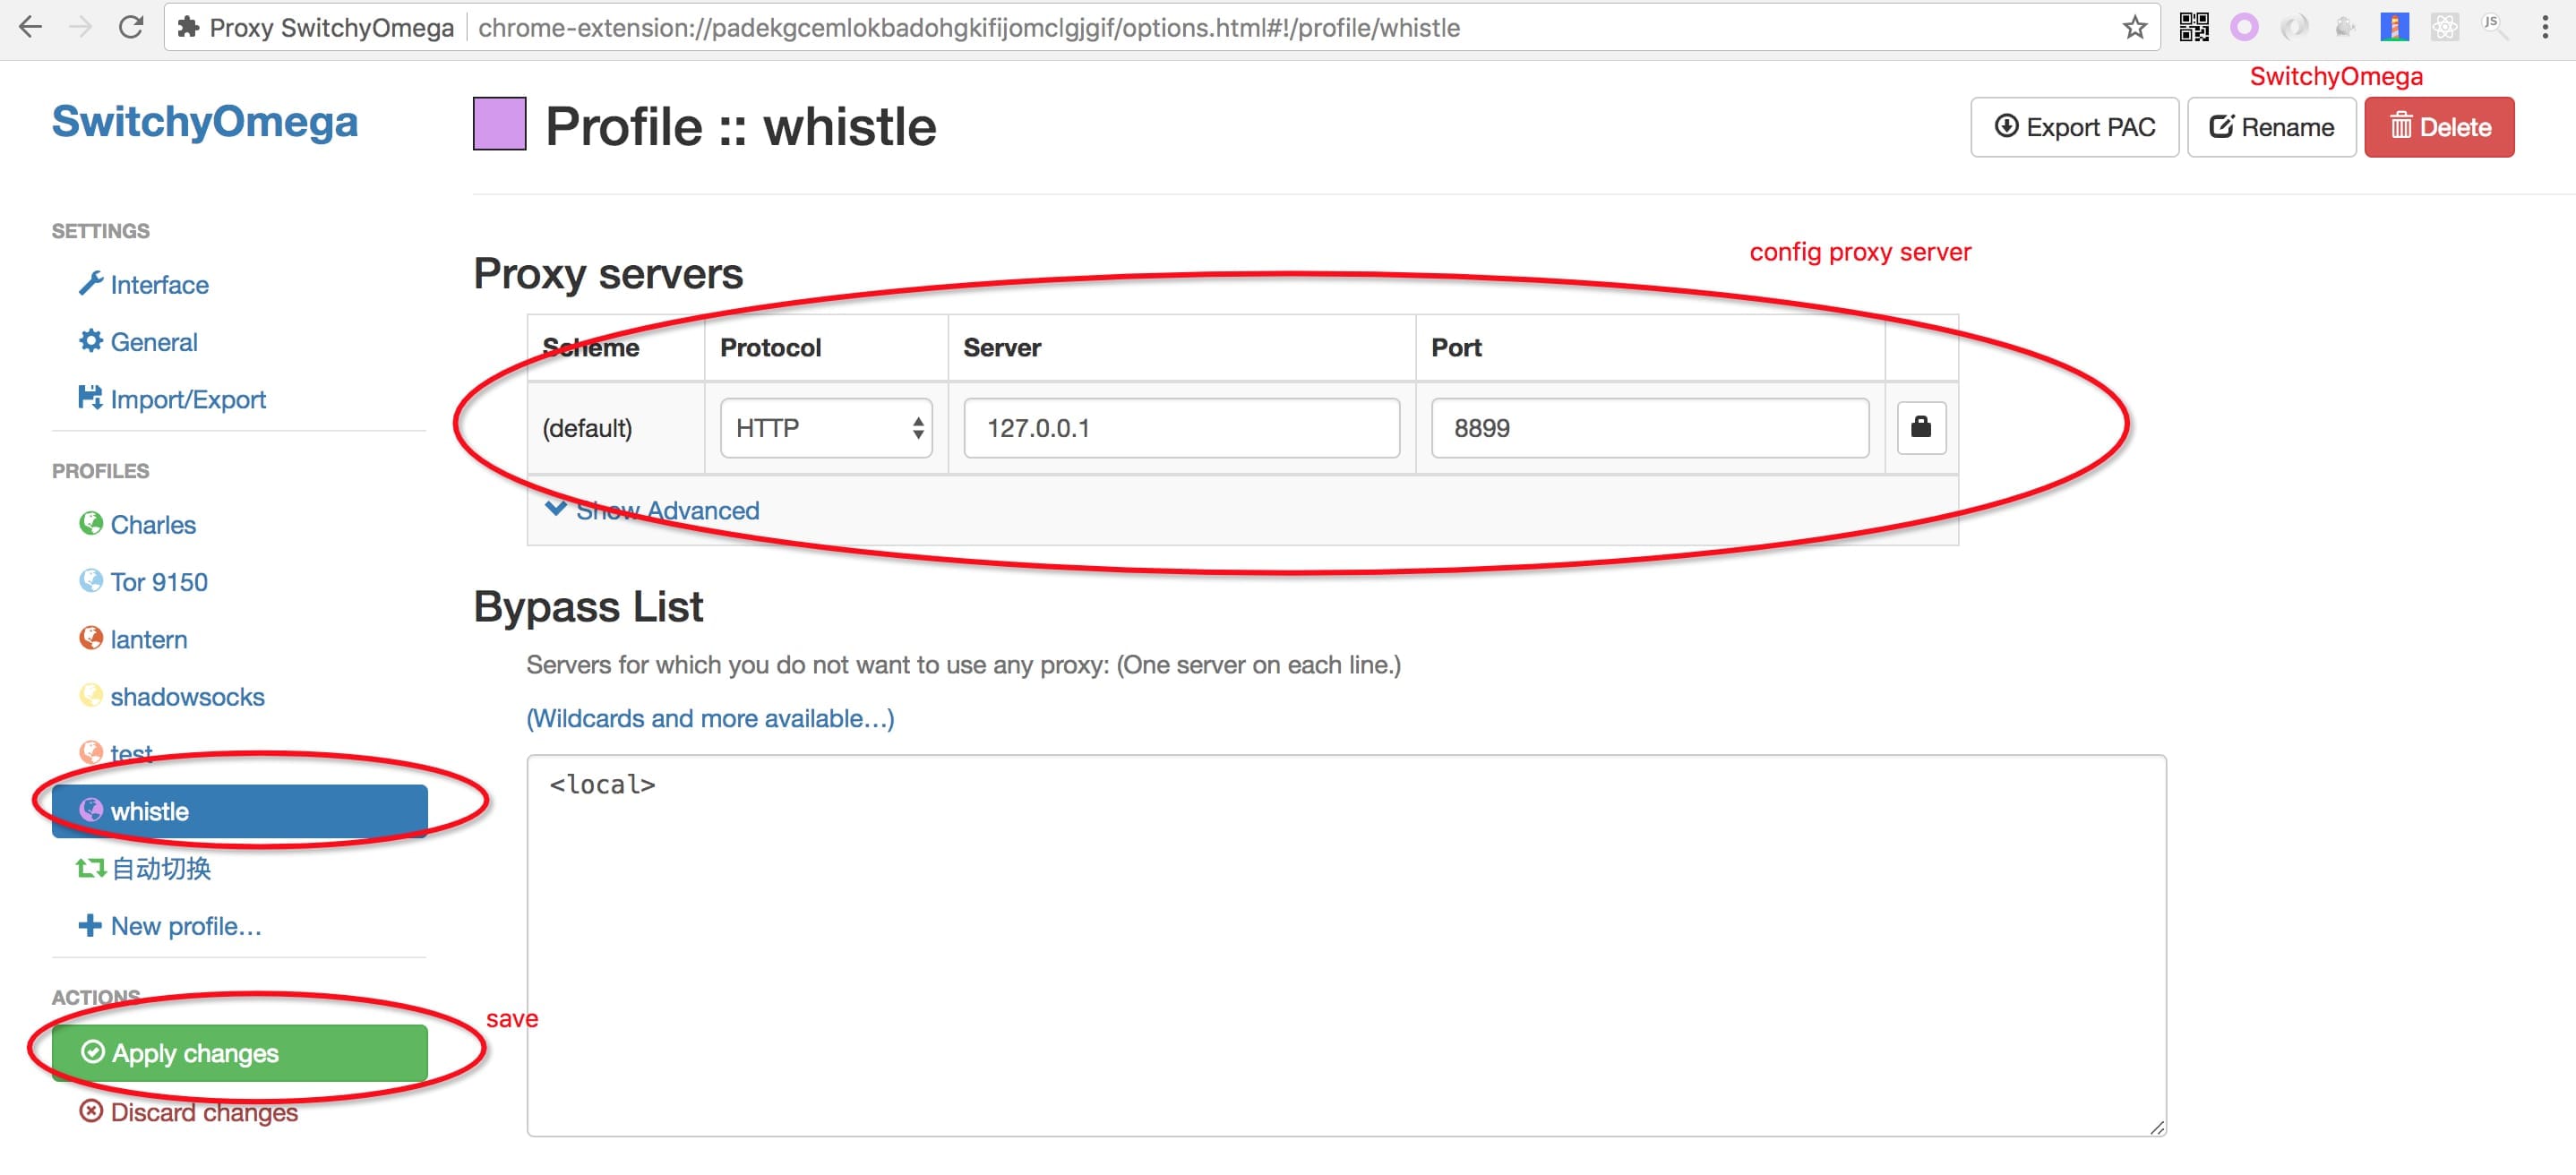 Proxy SwitchyOmega chrome-extension://padekgcemlokbadohgkifijomclgjgif/options.html#!/profile/whistle
JS
SwitchyOmega
SwitchyOmega
Profile :: whistle
Export PAC
Rename
Delete
SETTINGS
Interface
General
Import/Export
PROFILES
Charles
Tor 9150
lantern
shadowsocks
test
whistle
自动切换
New profile…
ACTIONS
Apply changes
save
Discard changes
config proxy server
Proxy servers
Scheme Protocol Server Port
(default) HTTP 127.0.0.1 8899
Show Advanced
Bypass List
Servers for which you do not want to use any proxy: (One server on each line.)
(Wildcards and more available…)
<local>